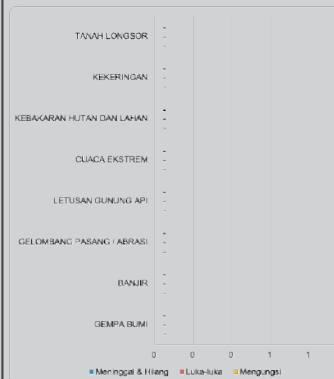 TANAH LONGSOR
-
-
-
KEKERINGAN
-
-
-
KEBAKARAN HUTAN DAN LAHAN
-
-
-
CUACA EKSTREM
-
-
-
LETUSAN GUNUNG API
-
-
-
GELOMBANG PASANG / ABRASI
-
-
-
BANJIR
-
-
-
GEMPA BUMI
-
-
-
0 0 0 1 1
Meninggal & Hilang Luka-luka Mengungsi